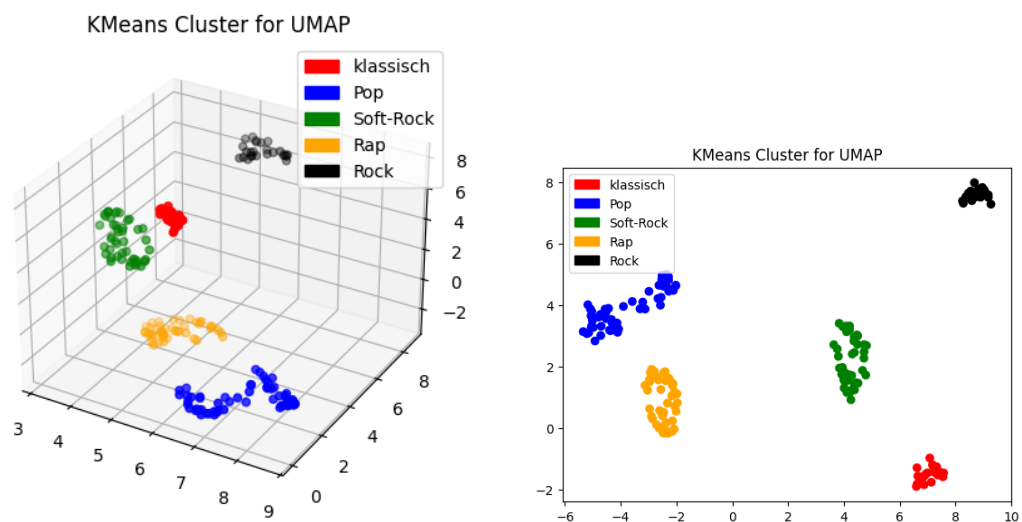 KMeans Cluster for UMAP
klassisch
Pop
Soft-Rock
Rap
Rock
8
6
4
2
0
−2
3
4
5
6
7
8
9
0
2
4
6
8
KMeans Cluster for UMAP
klassisch
Pop
Soft-Rock
Rap
Rock
8
6
4
2
0
−2
−6 −4 −2 0 2 4 6 8 10